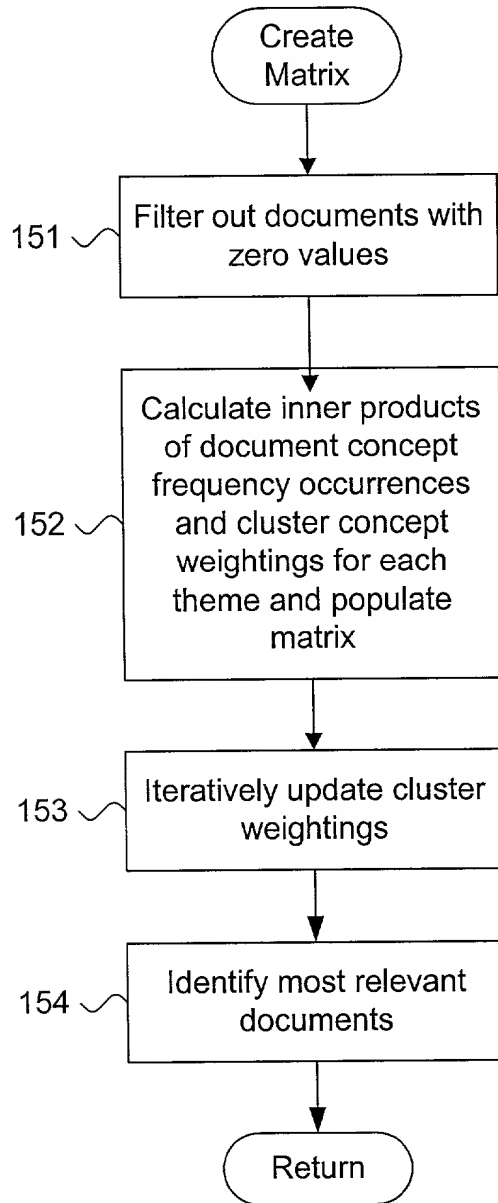 Create
Matrix
151
Filter out documents with
zero values
152
Calculate inner products
of document concept
frequency occurrences
and cluster concept
weightings for each
theme and populate
matrix
153
Iteratively update cluster
weightings
154
Identify most relevant
documents
Return